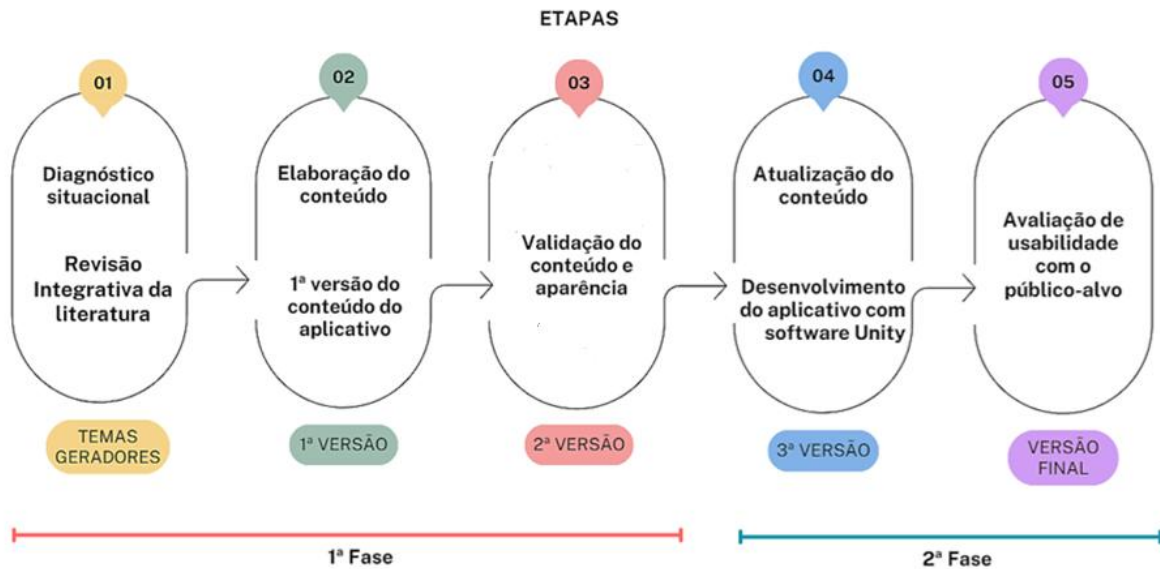 ETAPAS
01
Diagnóstico
situacional
Revisão
Integrativa da
literatura
TEMAS
GERADORES
02
Elaboração do
conteúdo
1ª versão do
conteúdo do
aplicativo
1ª VERSÃO
03
Validação do
conteúdo e
aparência
2ª VERSÃO
04
Atualização do
conteúdo
Desenvolvimento
do aplicativo com
software Unity
3ª VERSÃO
05
Avaliação de
usabilidade
com o
público-alvo
VERSÃO
FINAL
1ª Fase
2ª Fase